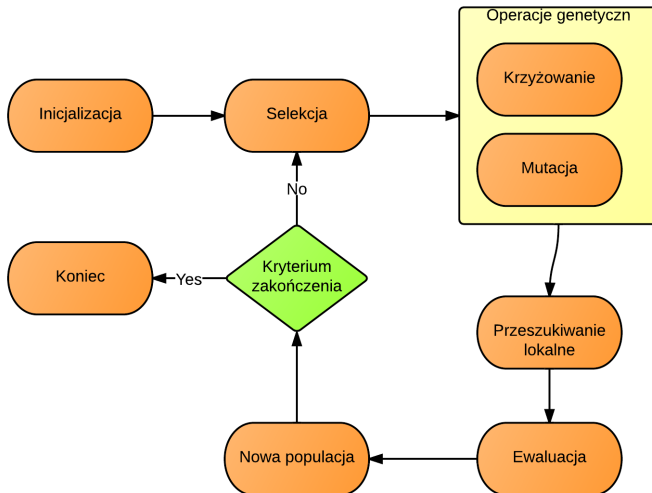 Operacje genetyczn
Krzyżowanie
Inicjalizacja
Selekcja
Mutacja
No
Kryterium
zakończenia
Koniec
Yes
Przeszukiwanie
lokalne
Nowa populacja
Ewaluacja